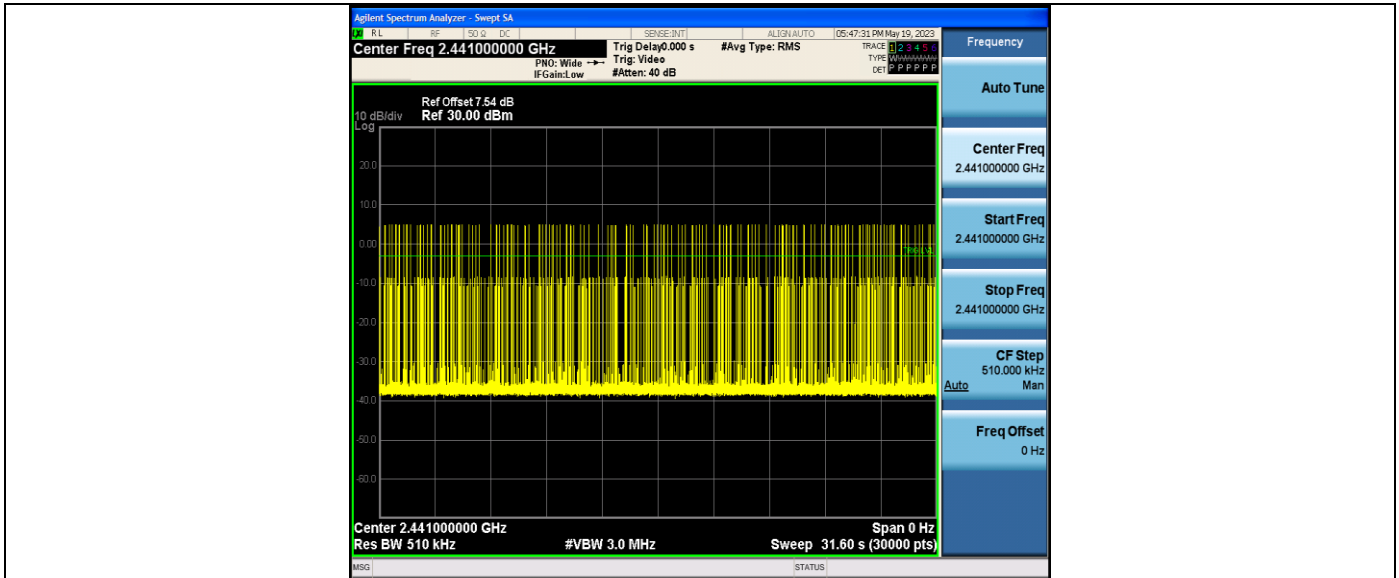 Agilent Spectrum Analyzer - Swept SA
LXI RL RF 50 Ω DC SENSE:INT ALIGNAUTO 05:47:31 PM May 19, 2023
Center Freq 2.441000000 GHz
PNO: Wide
IFGain:Low
Trig Delay0.000 s
Trig: Video
#Atten: 40 dB
#Avg Type: RMS
TRACE 1 2 3 4 5 6
TYPE WWWWWW
DET P P P P P P
Ref Offset 7.54 dB
10 dB/div Ref 30.00 dBm
Log
20.0
10.0
0.00
TRIG LVL
-10.0
-20.0
-30.0
-40.0
-50.0
-60.0
Center 2.441000000 GHz Span 0 Hz
Res BW 510 kHz #VBW 3.0 MHz Sweep 31.60 s (30000 pts)
MSG STATUS
Frequency
Auto Tune
Center Freq
2.441000000 GHz
Start Freq
2.441000000 GHz
Stop Freq
2.441000000 GHz
CF Step
510.000 kHz
Auto Man
Freq Offset
0 Hz